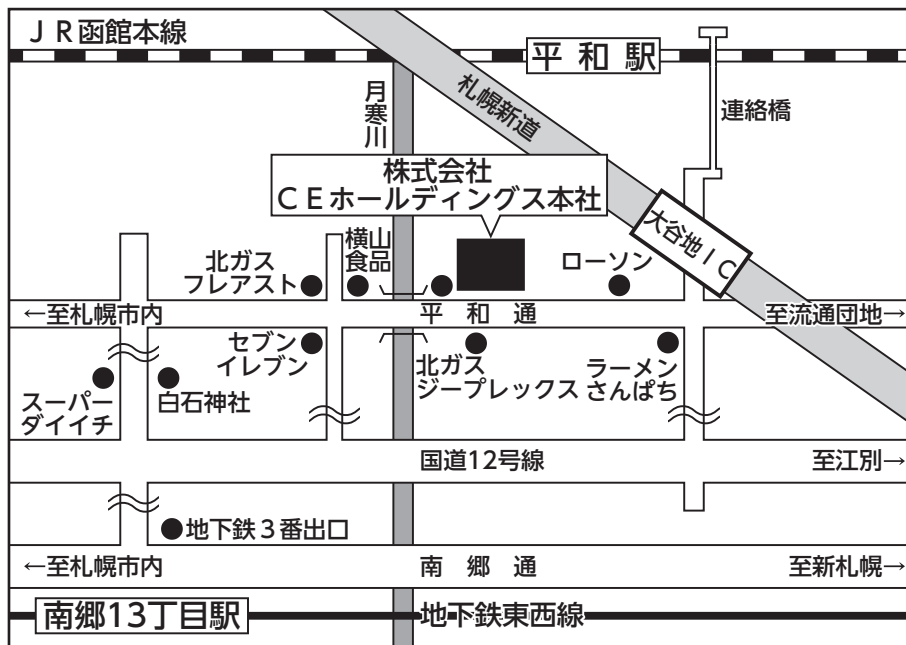 ＪＲ函館本線
平和駅
月寒川
札幌新道
連絡橋
株式会社
ＣＥホールディングス本社
大谷地ＩＣ
横山
食品
北ガス
フレアスト
ローソン
←至札幌市内
平和通
至流通団地→
セブン
イレブン
北ガス
ジープレックス
ラーメン
さんぱち
スーパー
ダイイチ
白石神社
国道12号線
至江別→
地下鉄３番出口
←至札幌市内
南郷通
至新札幌→
南郷13丁目駅
地下鉄東西線